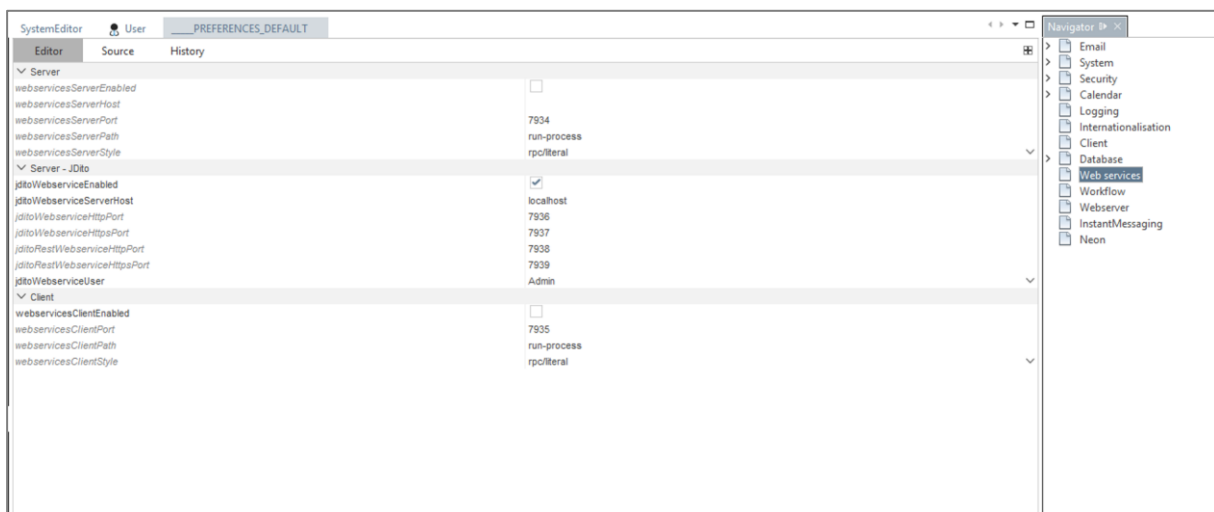 SystemEditor User ____PREFERENCES_DEFAULT
Editor Source History
Server
webservicesServerEnabled
webservicesServerHost
webservicesServerPort 7934
webservicesServerPath run-process
webservicesServerStyle rpc/literal
Server - JDito
jditoWebserviceEnabled
jditoWebserviceServerHost localhost
jditoWebserviceHttpPort 7936
jditoWebserviceHttpsPort 7937
jditoRestWebserviceHttpPort 7938
jditoRestWebserviceHttpsPort 7939
jditoWebserviceUser Admin
Client
webservicesClientEnabled
webservicesClientPort 7935
webservicesClientPath run-process
webservicesClientStyle rpc/literal
Navigator
Email
System
Security
Calendar
Logging
Internationalisation
Client
Database
Web services
Workflow
Webserver
InstantMessaging
Neon